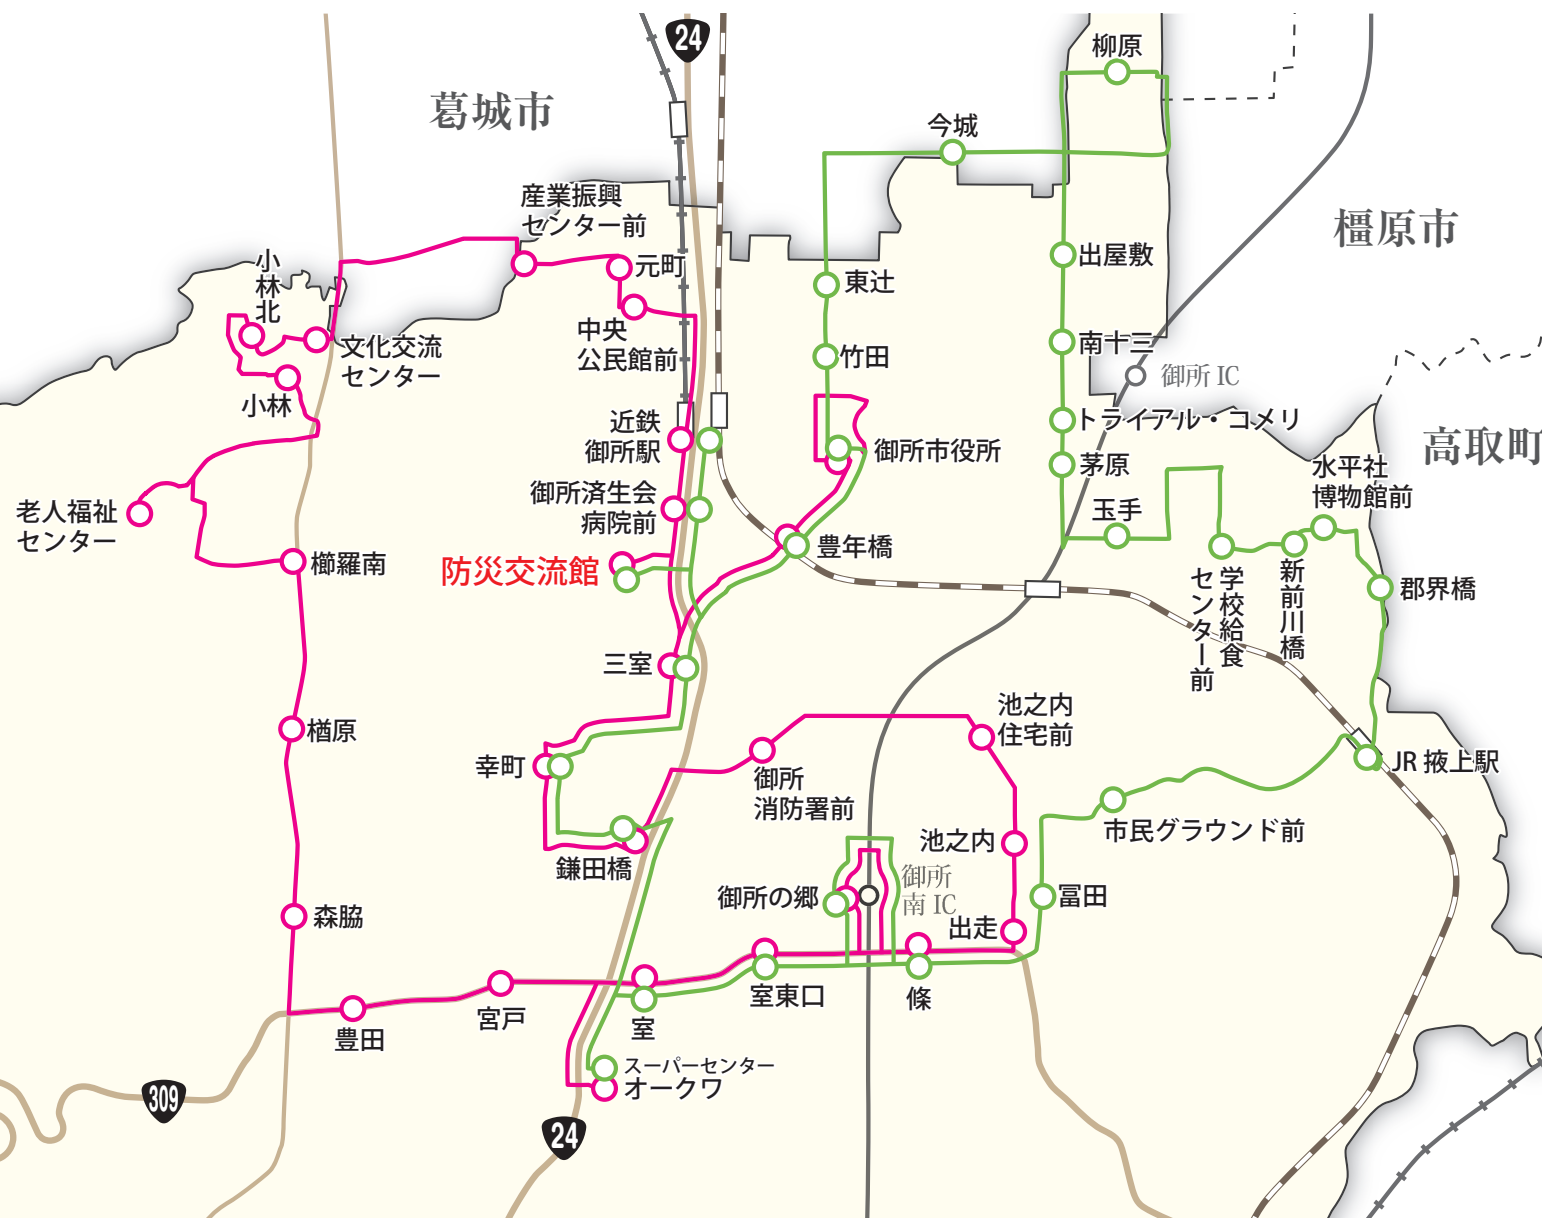 24
柳原
葛城市
今城
産業振興
センター前
橿原市
小林北
出屋敷
元町
東辻
中央
公民館前
文化交流
センター
南十三
竹田
御所 IC
小林
近鉄
御所駅
トライアル・コメリ
御所市役所
高取町
茅原
水平社
博物館前
御所済生会
病院前
老人福祉
センター
玉手
豊年橋
防災交流館
櫛羅南
学校給食
センター前
新前川橋
郡界橋
三室
池之内
住宅前
楢原
幸町
御所
消防署前
JR 掖上駅
市民グラウンド前
池之内
鎌田橋
御所
南 IC
御所の郷
冨田
森脇
出走
室東口
條
宮戸
室
豊田
スーパーセンター
オークワ
309
24